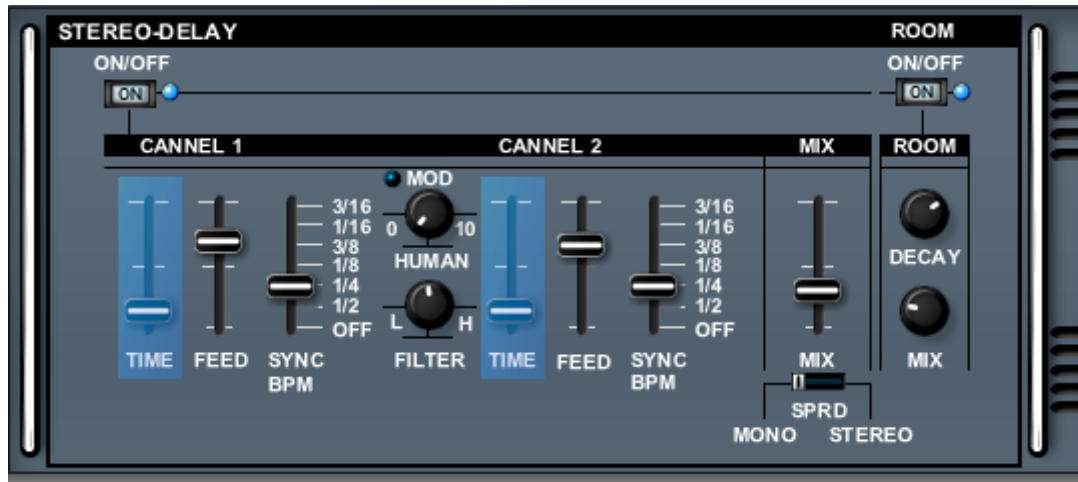 STEREO-DELAY ROOM
ON/OFF ON/OFF
ON ON
CANNEL 1 CANNEL 2 MIX ROOM
MOD
3/16 3/16
1/16 0 10 1/16
3/8 3/8
HUMAN DECAY
1/8 1/8
1/4 1/4
1/2 1/2
L H
OFF OFF
TIME FEED SYNC BPM FILTER TIME FEED SYNC BPM MIX MIX
SPRD
MONO STEREO